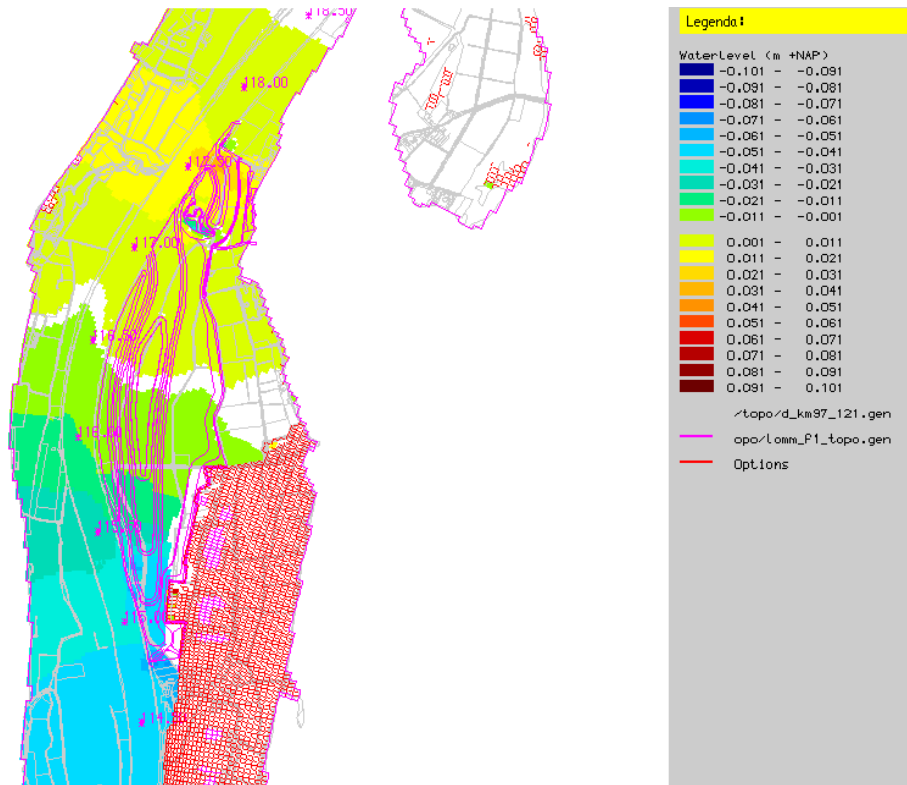 118.50
118.00
117.50
117.00
116.50
116.00
115.50
115.00
114.50
Legenda:
WaterLevel (m +NAP)
-0.101 - -0.091
-0.091 - -0.081
-0.081 - -0.071
-0.071 - -0.061
-0.061 - -0.051
-0.051 - -0.041
-0.041 - -0.031
-0.031 - -0.021
-0.021 - -0.011
-0.011 - -0.001
0.001 - 0.011
0.011 - 0.021
0.021 - 0.031
0.031 - 0.041
0.041 - 0.051
0.051 - 0.061
0.061 - 0.071
0.071 - 0.081
0.081 - 0.091
0.091 - 0.101
/topo/d_km97_121.gen
opo/lomm_f1_topo.gen
Options